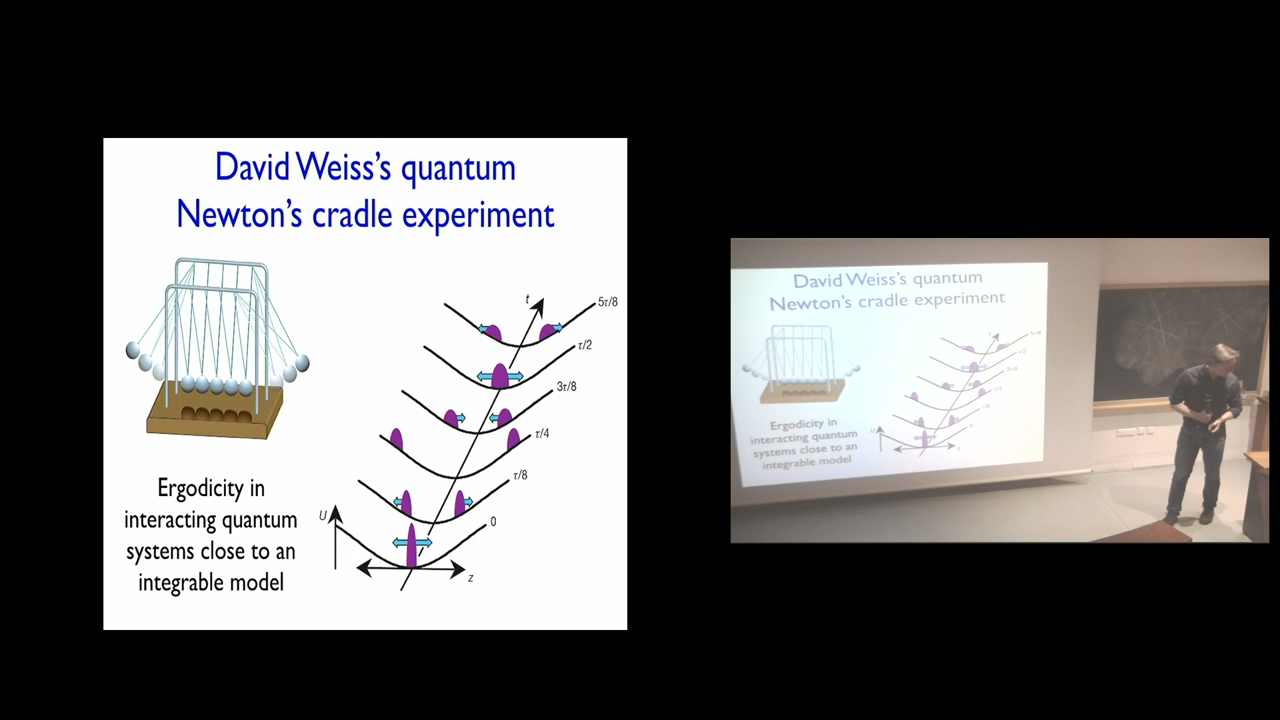 David Weiss's quantum
Newton's cradle experiment
t
5τ/8
τ/2
3τ/8
τ/4
τ/8
0
U
z
Ergodicity in
interacting quantum
systems close to an
integrable model
David Weiss's quantum
Newton's cradle experiment
Ergodicity in
interacting quantum
systems close to an
integrable model